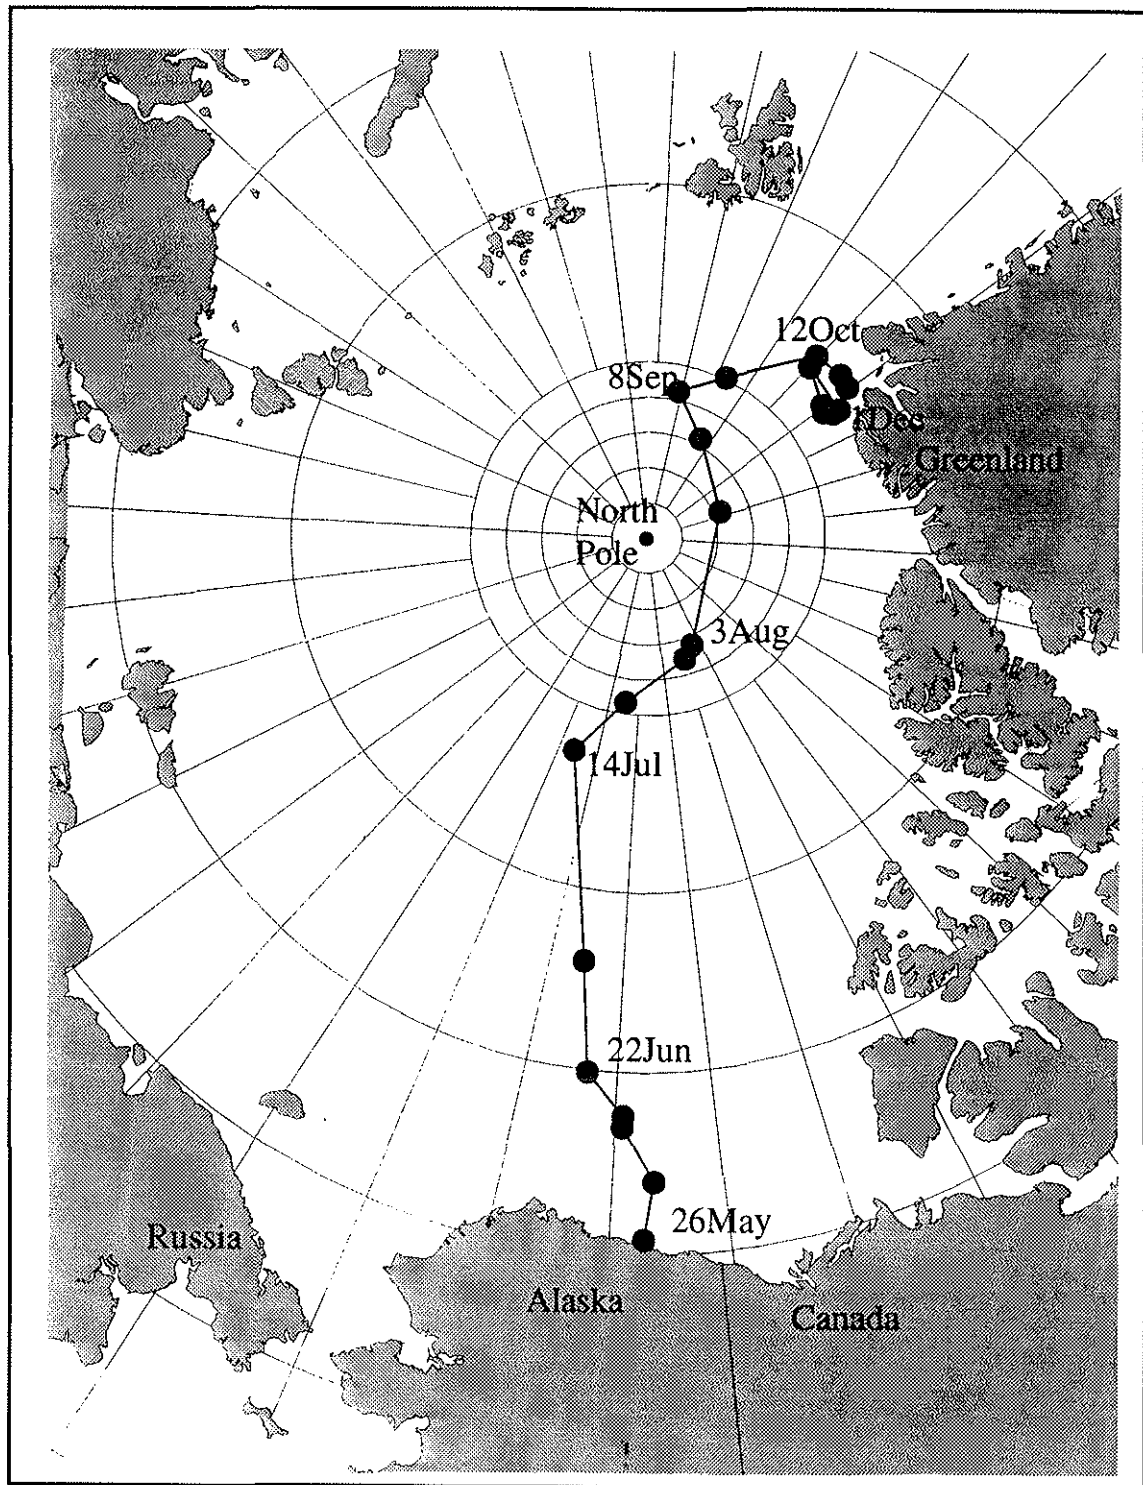 12Oct
8Sep
1Dec
Greenland
North
Pole
3Aug
14Jul
22Jun
26May
Russia
Alaska
Canada